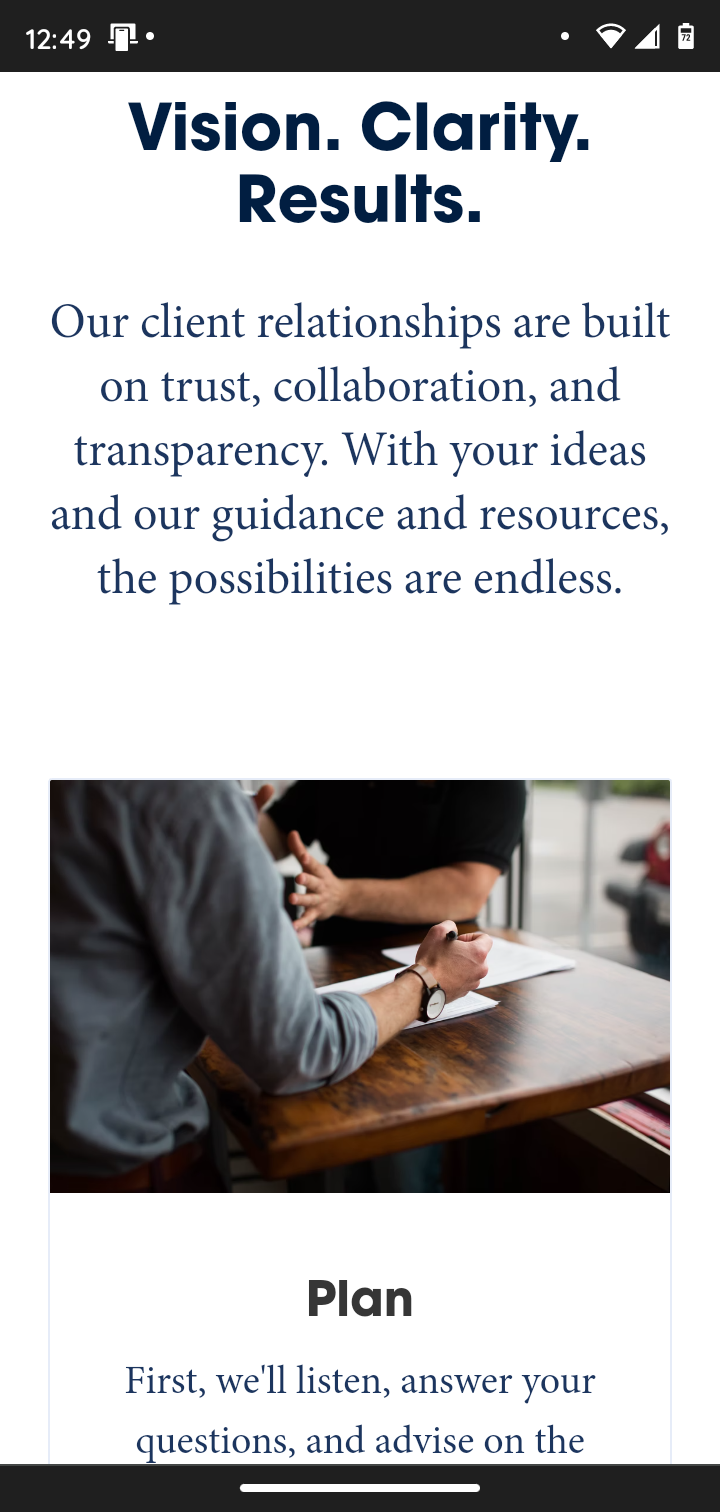 12:49
72
Vision. Clarity.
Results.
Our client relationships are built
on trust, collaboration, and
transparency. With your ideas
and our guidance and resources,
the possibilities are endless.
Plan
First, we'll listen, answer your
questions, and advise on the